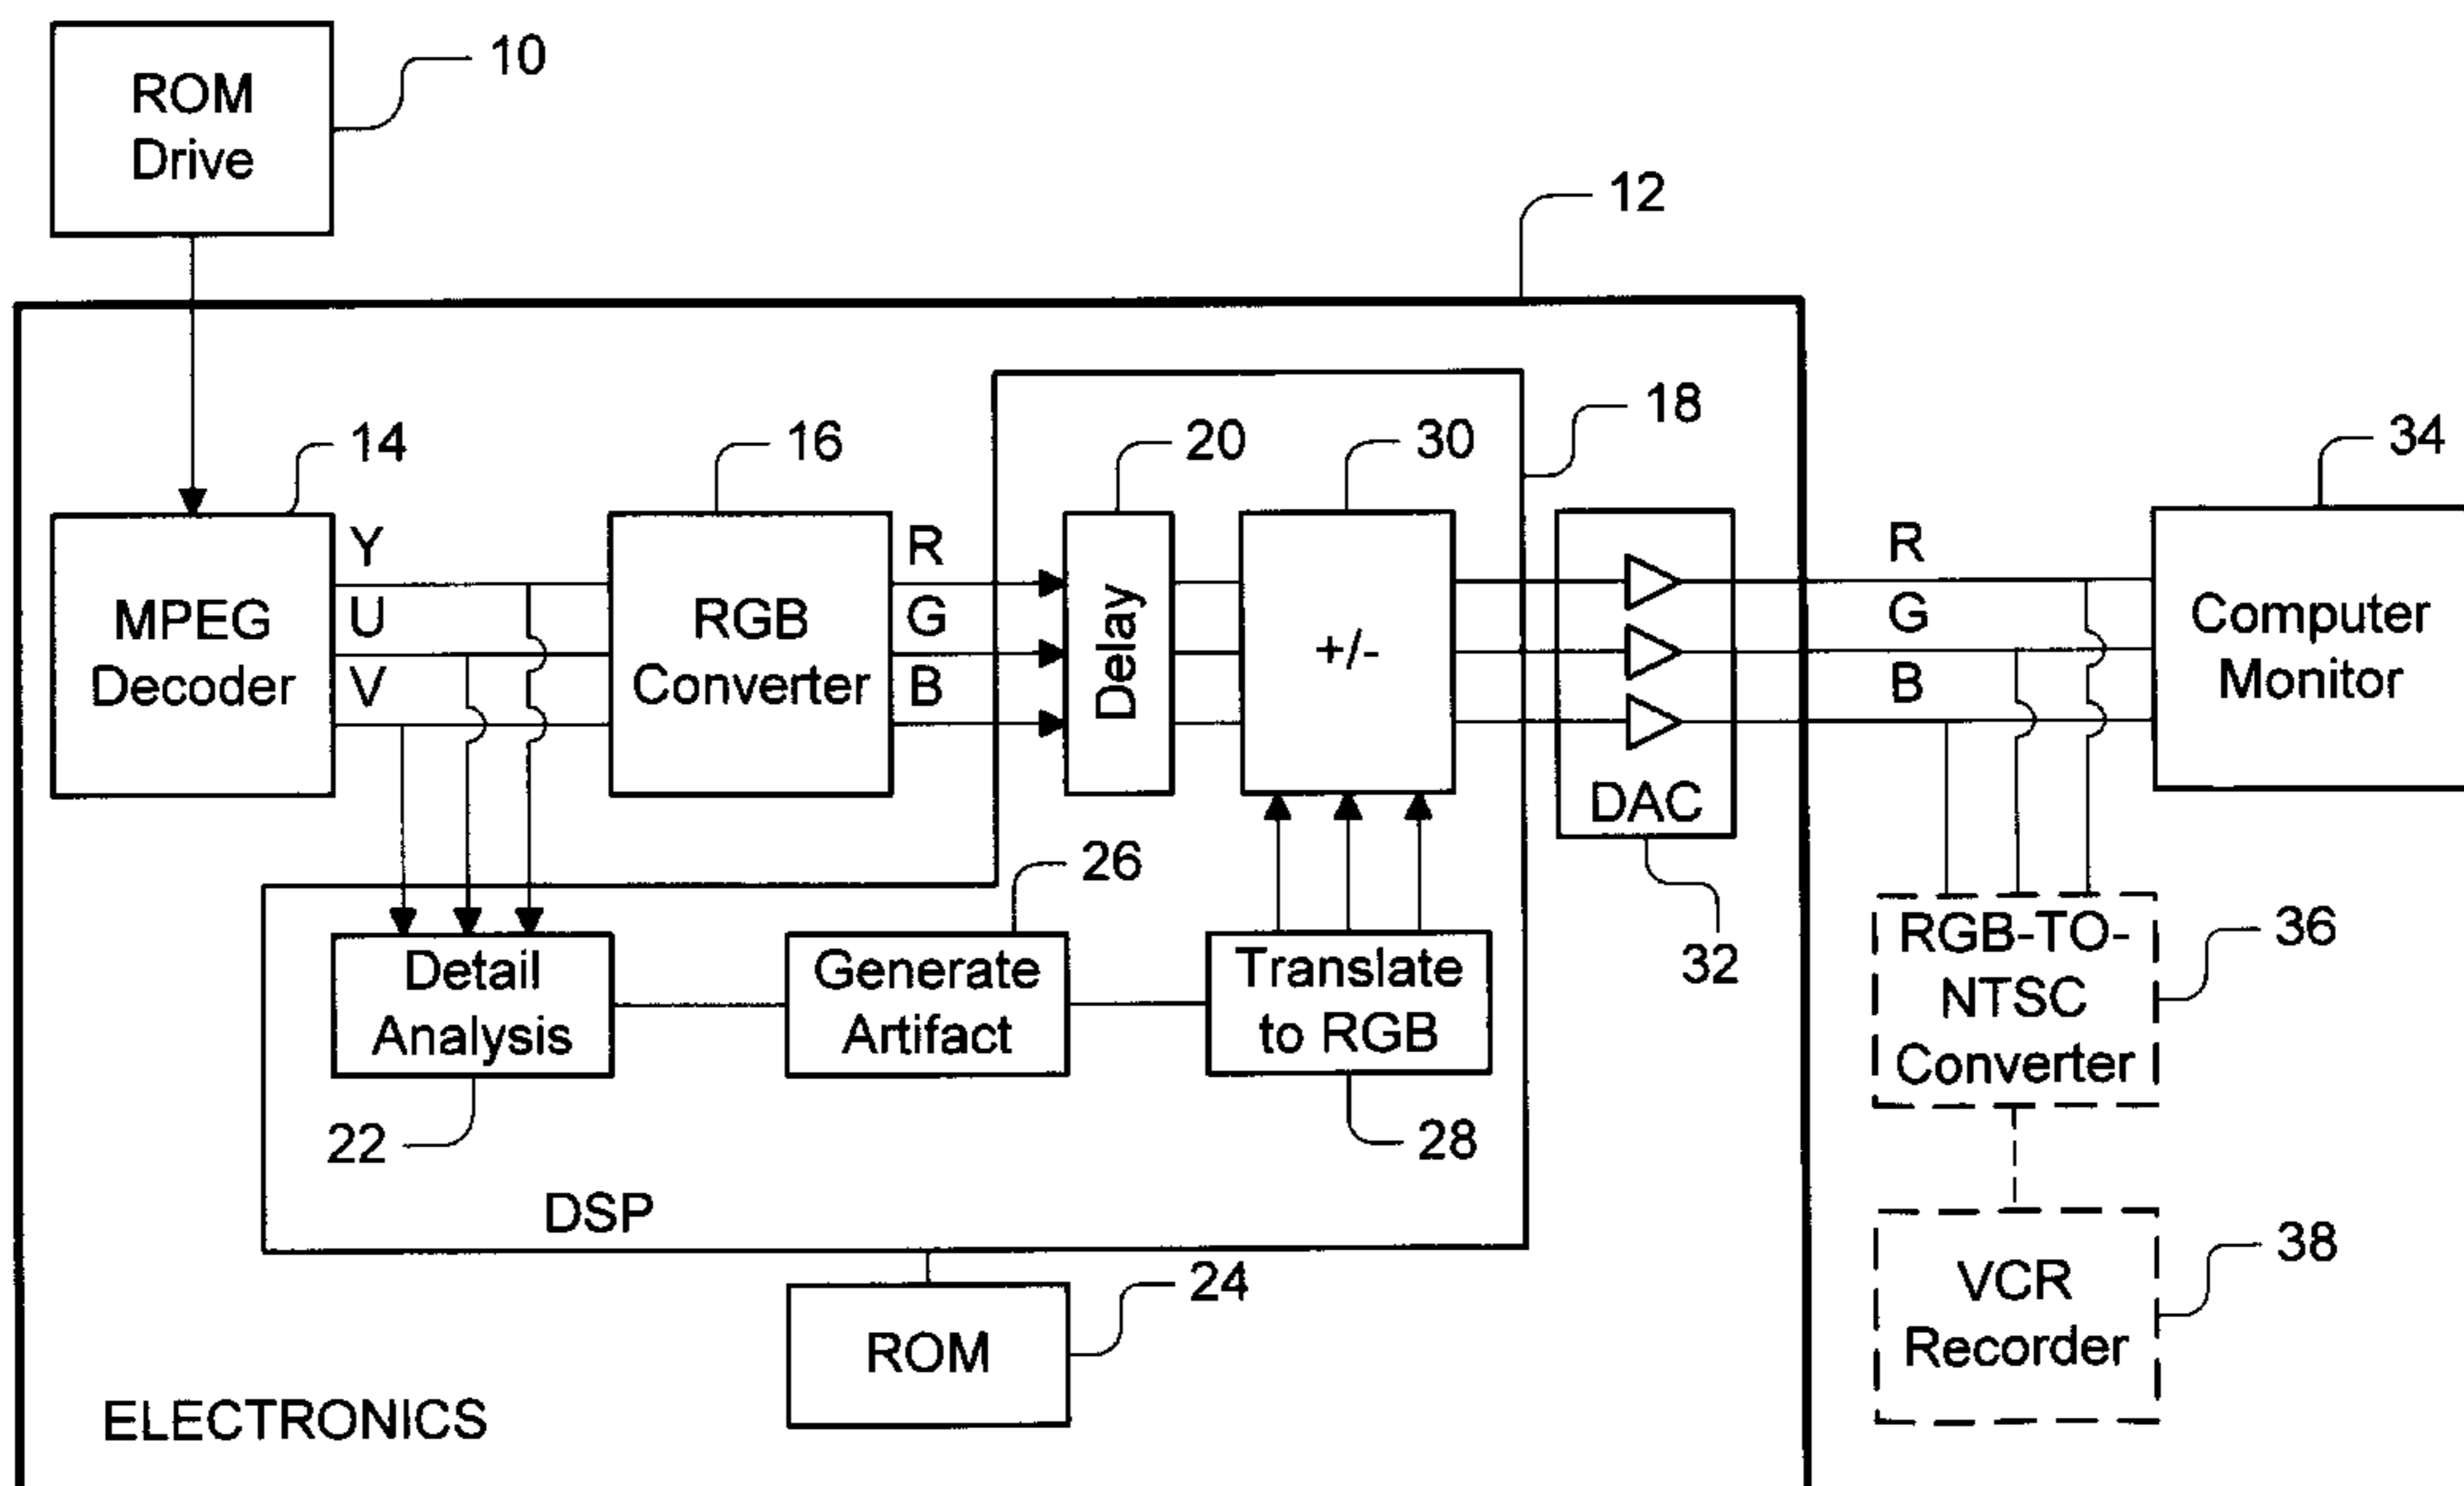 ROM
Drive
10
12
18
14
16
20
30
34
Y
U
V
MPEG
Decoder
RGB
Converter
R
G
B
Delay
+/-
DAC
R
G
B
Computer
Monitor
26
32
Detail
Analysis
Generate
Artifact
Translate
to RGB
22
28
RGB-TO-
NTSC
Converter
36
DSP
24
ROM
VCR
Recorder
38
ELECTRONICS